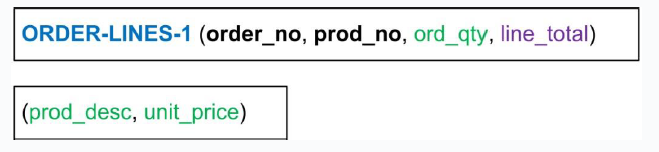 ORDER-LINES-1 (order_no, prod_no, ord_qty, line_total)
(prod_desc, unit_price)